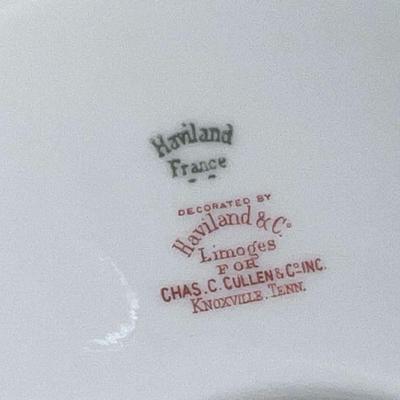 Haviland
France
DECORATED BY
Haviland & Co.
Limoges
FOR
CHAS. C. CULLEN & CO. INC.
KNOXVILLE, TENN.